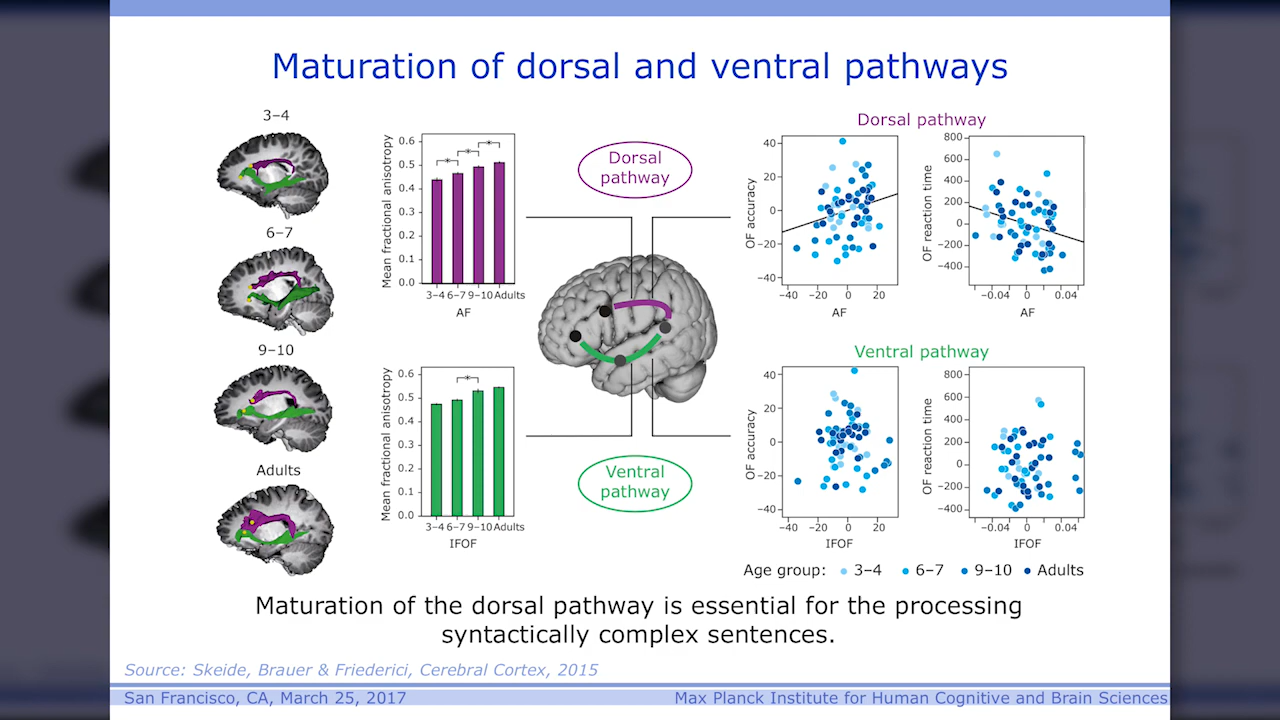 Maturation of dorsal and ventral pathways
3–4
6–7
9–10
Adults
Mean fractional anisotropy
0.6
0.5
0.4
0.3
0.2
0.1
0.0
3–4 6–7 9–10 Adults
AF
Mean fractional anisotropy
0.6
0.5
0.4
0.3
0.2
0.1
0.0
3–4 6–7 9–10 Adults
IFOF
Dorsal
pathway
Ventral
pathway
Dorsal pathway
OF accuracy
40
20
0
−20
−40
−40 −20 0 20
AF
OF reaction time
800
600
400
200
0
−200
−400
−0.04 0 0.04
AF
Ventral pathway
OF accuracy
40
20
0
−20
−40
−40 −20 0 20
IFOF
OF reaction time
800
600
400
200
0
−200
−400
−0.04 0 0.04
IFOF
Age group: 3–4 6–7 9–10 Adults
Maturation of the dorsal pathway is essential for the processing
syntactically complex sentences.
Source: Skeide, Brauer & Friederici, Cerebral Cortex, 2015
San Francisco, CA, March 25, 2017
Max Planck Institute for Human Cognitive and Brain Sciences